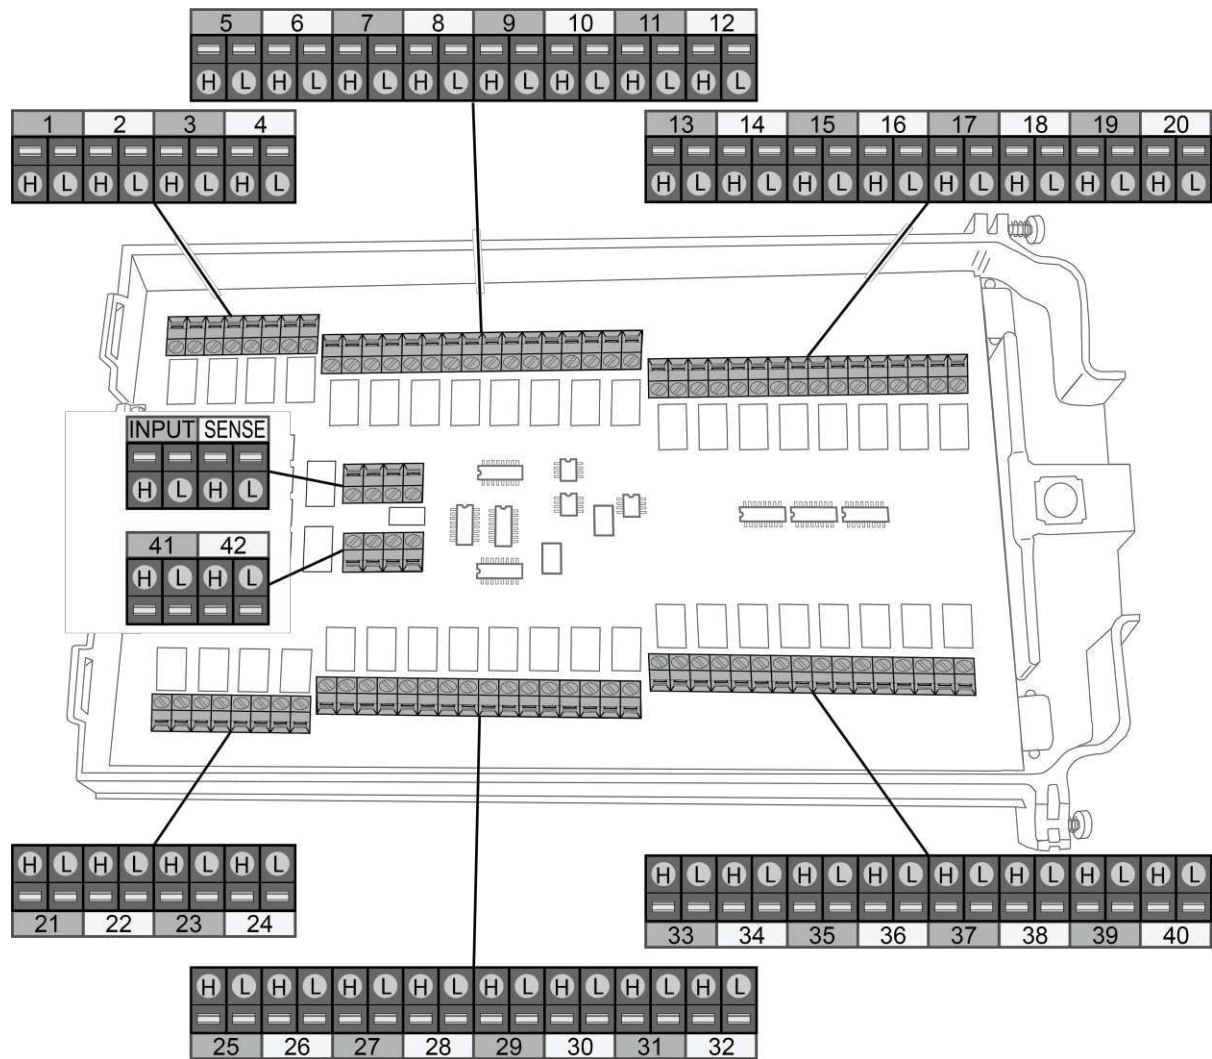 5 6 7 8 9 10 11 12
H L H L H L H L H L H L H L H L
1 2 3 4
H L H L H L H L
13 14 15 16 17 18 19 20
H L H L H L H L H L H L H L H L
INPUT SENSE
H L H L
41 42
H L H L
H L H L H L H L
21 22 23 24
H L H L H L H L H L H L H L H L
33 34 35 36 37 38 39 40
H L H L H L H L H L H L H L H L
25 26 27 28 29 30 31 32